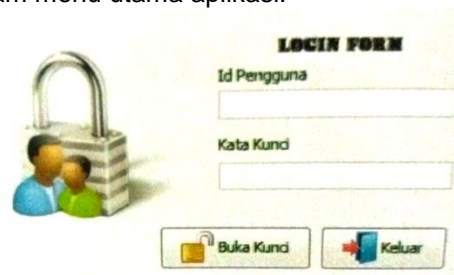 menu utama aplikasi.
LOGIN FORM
Id Pengguna
Kata Kunci
Buka Kunci
Keluar